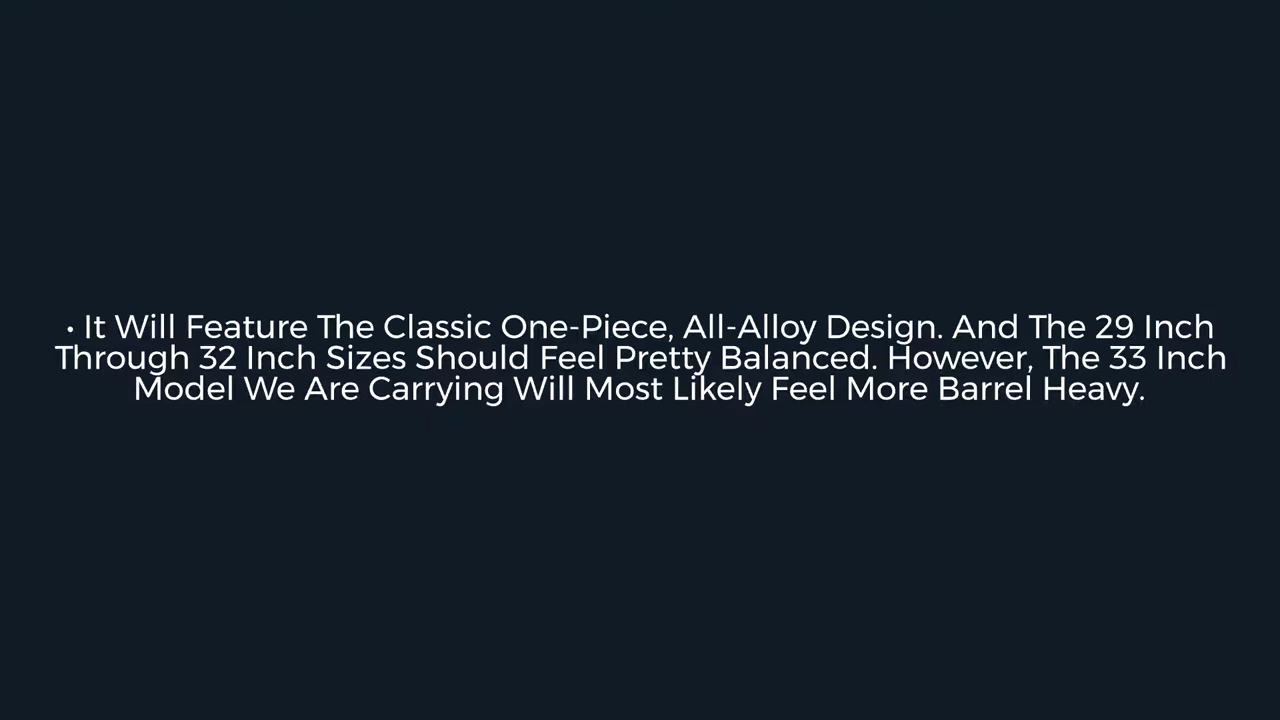 • It Will Feature The Classic One-Piece, All-Alloy Design. And The 29 Inch
Through 32 Inch Sizes Should Feel Pretty Balanced. However, The 33 Inch
Model We Are Carrying Will Most Likely Feel More Barrel Heavy.